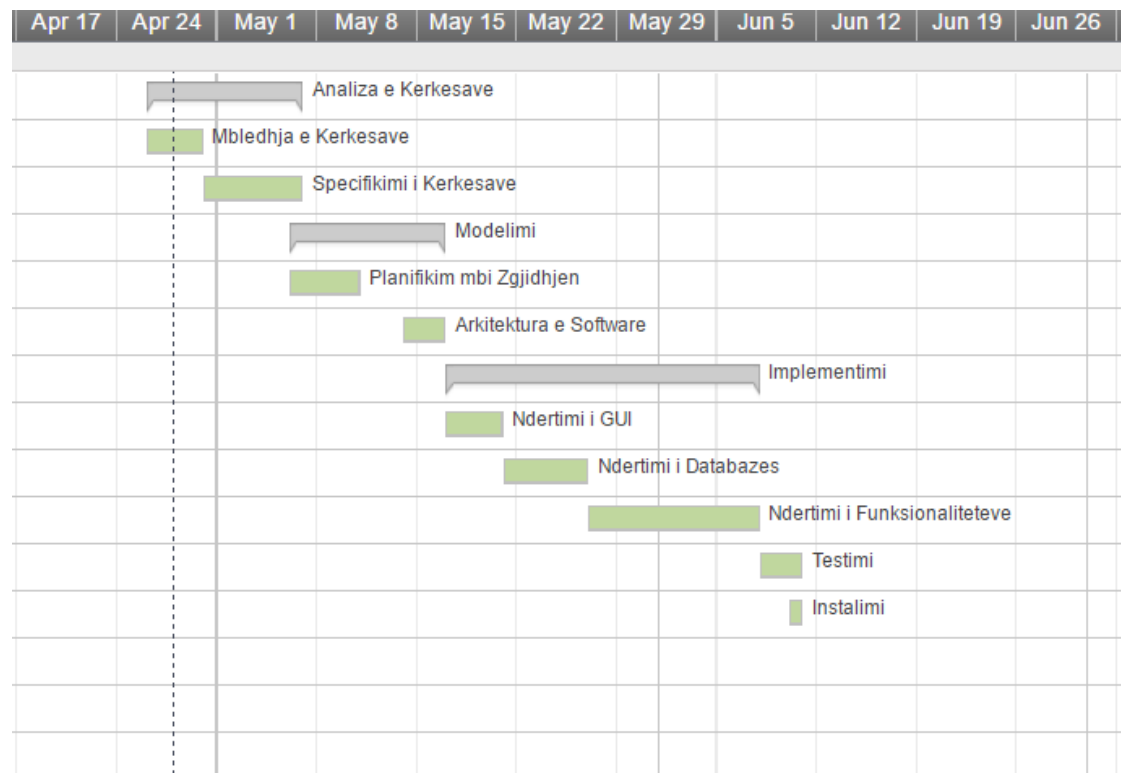 Apr 17 Apr 24 May 1 May 8 May 15 May 22 May 29 Jun 5 Jun 12 Jun 19 Jun 26
Analiza e Kerkesave
Mbledhja e Kerkesave
Specifikimi i Kerkesave
Modelimi
Planifikim mbi Zgjidhjen
Arkitektura e Software
Implementimi
Ndertimi i GUI
Ndertimi i Databazes
Ndertimi i Funksionaliteteve
Testimi
Instalimi